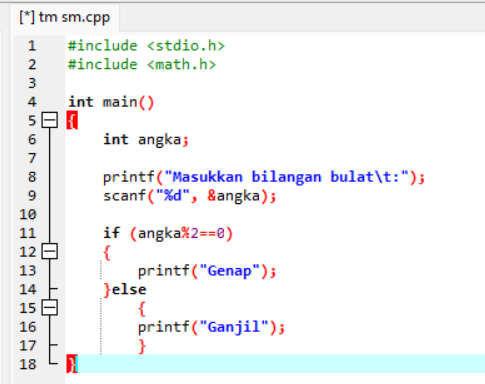 [*] tm sm.cpp
1 #include <stdio.h>
2 #include <math.h>
3
4 int main()
5 {
6 int angka;
7
8 printf("Masukkan bilangan bulat\t:");
9 scanf("%d", &angka);
10
11 if (angka%2==0)
12 {
13 printf("Genap");
14 }else
15 {
16 printf("Ganjil");
17 }
18 }